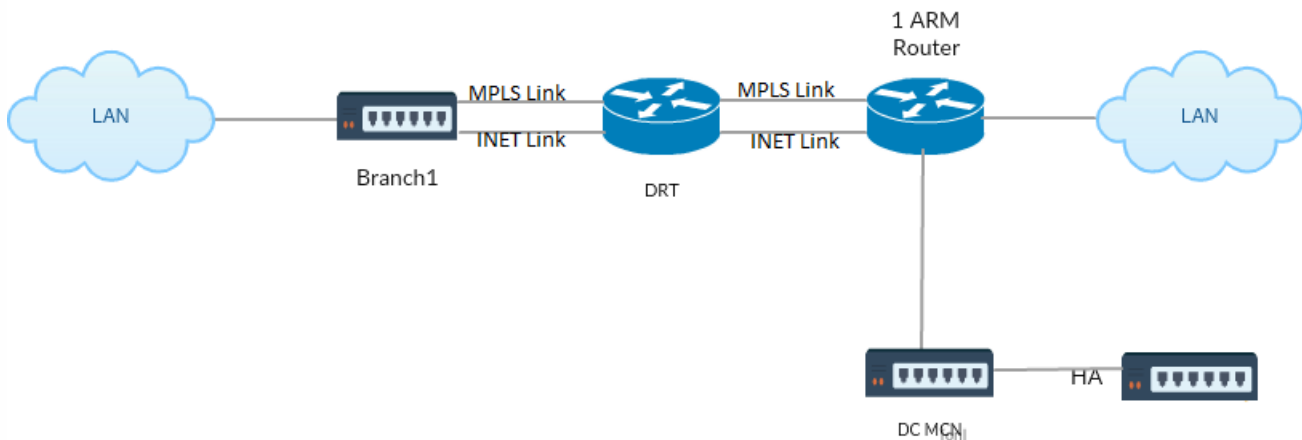 1 ARM
Router
LAN
MPLS Link
INET Link
MPLS Link
INET Link
LAN
Branch1
DRT
HA
DC MCN